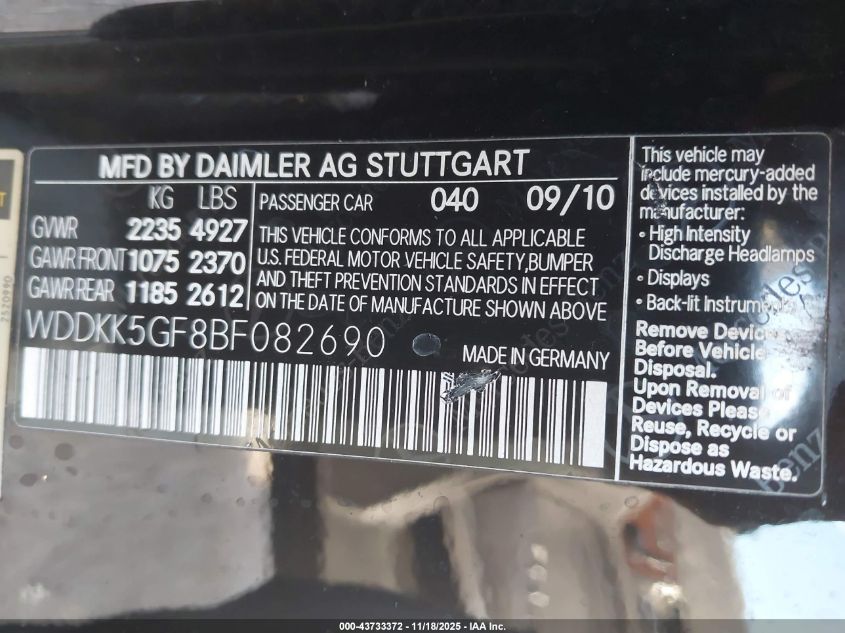 MFD BY DAIMLER AG STUTTGART
KG LBS
GVWR 2235 4927
GAWR FRONT 1075 2370
GAWR REAR 1185 2612
PASSENGER CAR 040 09/10
THIS VEHICLE CONFORMS TO ALL APPLICABLE
U.S. FEDERAL MOTOR VEHICLE SAFETY,BUMPER
AND THEFT PREVENTION STANDARDS IN EFFECT
ON THE DATE OF MANUFACTURE SHOWN ABOVE
WDDKK5GF8BF082690
MADE IN GERMANY
This vehicle may
include mercury-added
devices installed by the
manufacturer:
• High Intensity
Discharge Headlamps
• Displays
• Back-lit Instruments
Remove Devices
Before Vehicle
Disposal.
Upon Removal of
Devices Please
Reuse, Recycle or
Dispose as
Hazardous Waste.
7520990
000-43733372 - 11/18/2025 - IAA Inc.